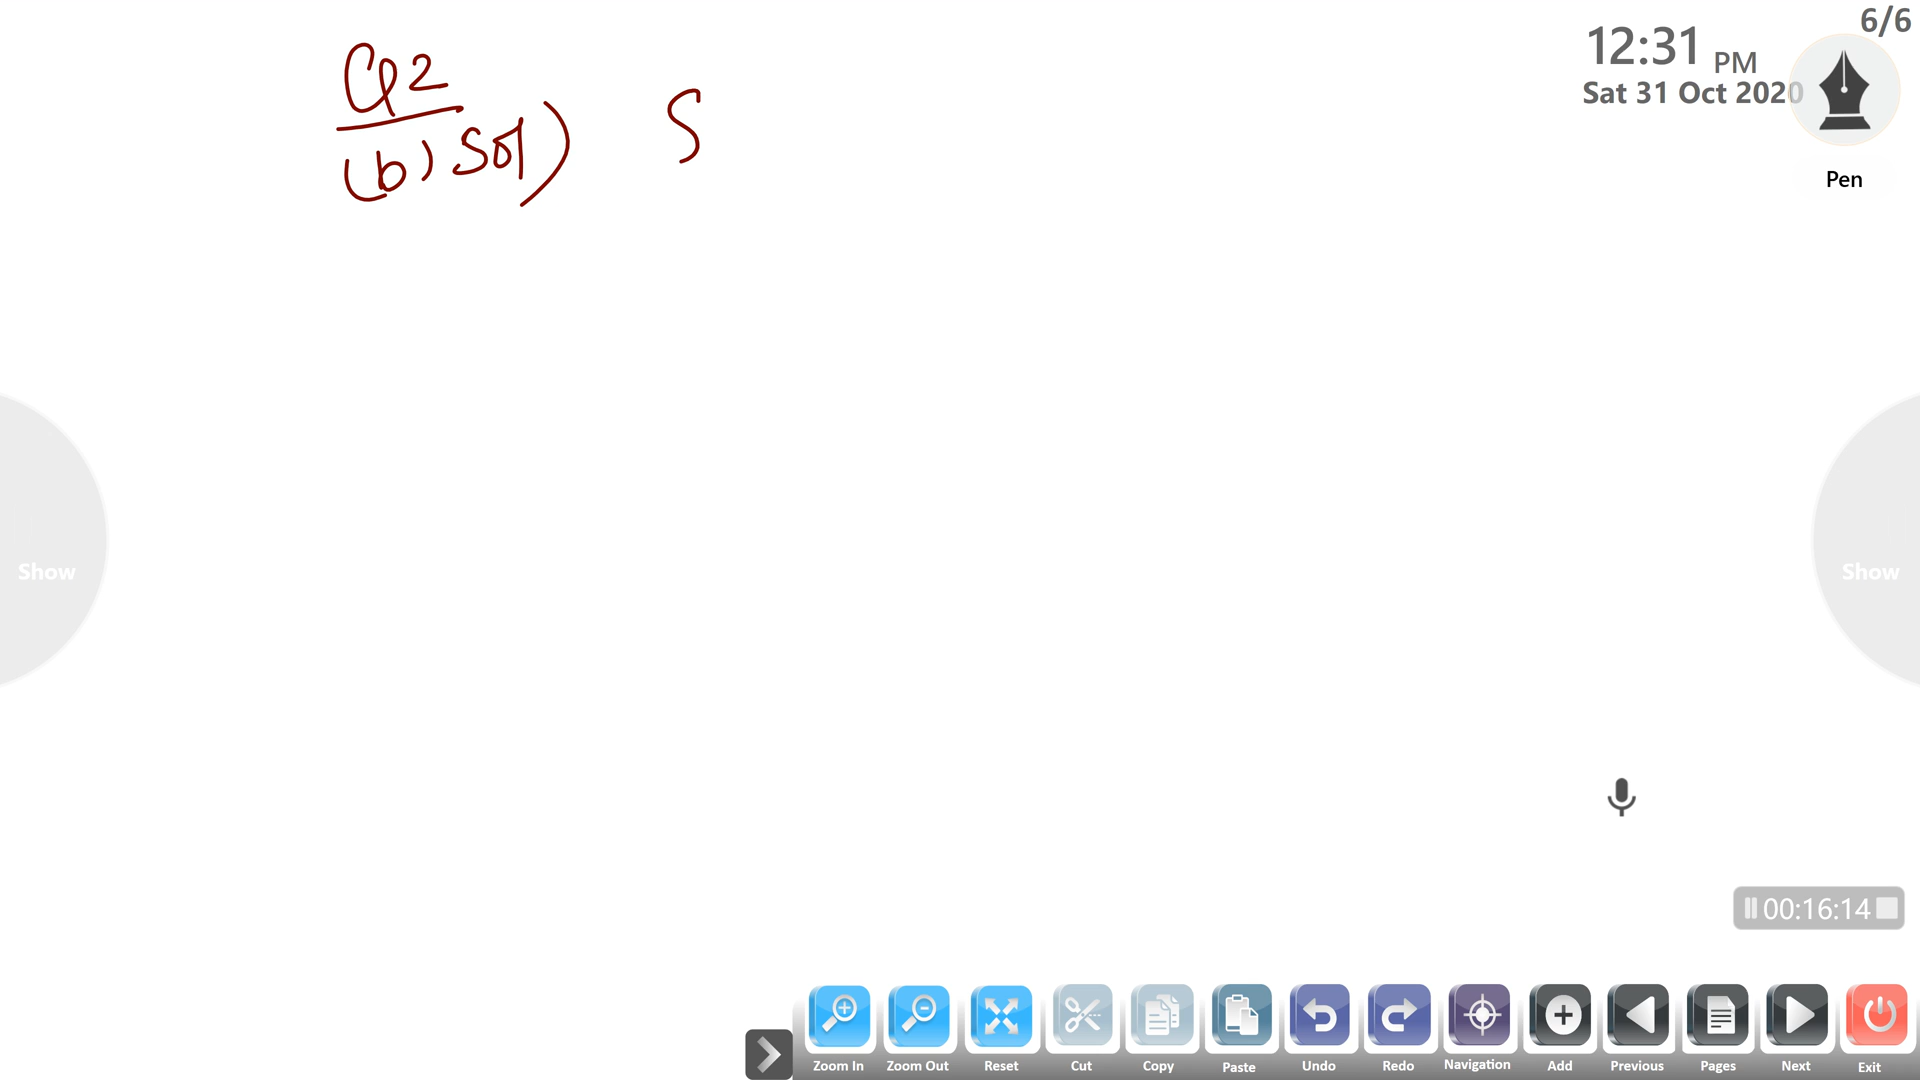 6/6
12:31 PM
Sat 31 Oct 2020
Pen
Q2
(b) Sol) S
Show
Show
00:16:14
Zoom In Zoom Out Reset Cut Copy Paste Undo Redo Navigation Add Previous Pages Next Exit